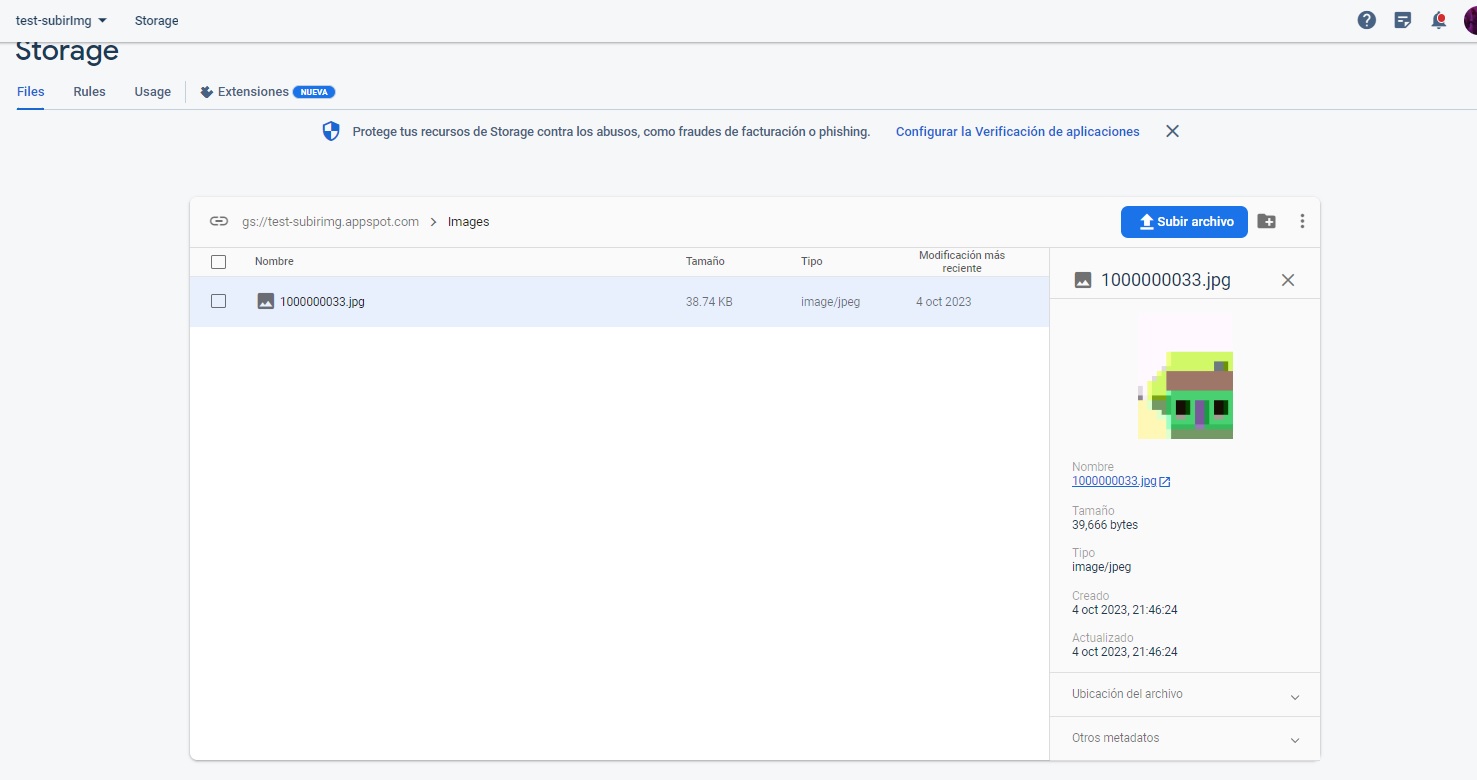 test-subirImg
Storage
Storage
Files
Rules
Usage
Extensiones
NUEVA
Protege tus recursos de Storage contra los abusos, como fraudes de facturación o phishing.
Configurar la Verificación de aplicaciones
gs://test-subirimg.appspot.com
Images
Subir archivo
Nombre
Tamaño
Tipo
Modificación más
reciente
1000000033.jpg
38.74 KB
image/jpeg
4 oct 2023
1000000033.jpg
Nombre
1000000033.jpg
Tamaño
39,666 bytes
Tipo
image/jpeg
Creado
4 oct 2023, 21:46:24
Actualizado
4 oct 2023, 21:46:24
Ubicación del archivo
Otros metadatos